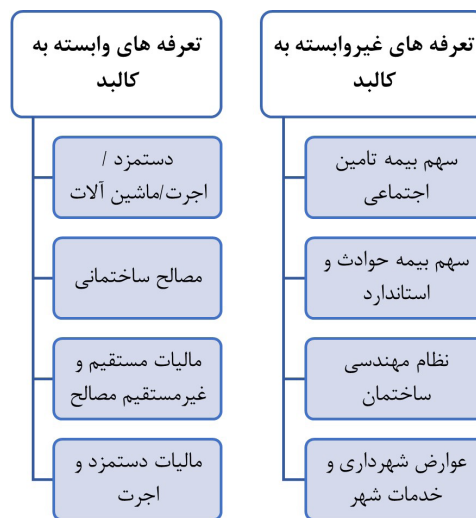 تعرفه های غیروابسته به
کالبد
سهم بیمه تامین
اجتماعی
سهم بیمه حوادث و
استاندارد
نظام مهندسی
ساختمان
عوارض شهرداری و
خدمات شهر
تعرفه های وابسته به
کالبد
دستمزد /
اجرت/ماشین آلات
مصالح ساختمانی
مالیات مستقیم و
غیرمستقیم مصالح
مالیات دستمزد و
اجرت